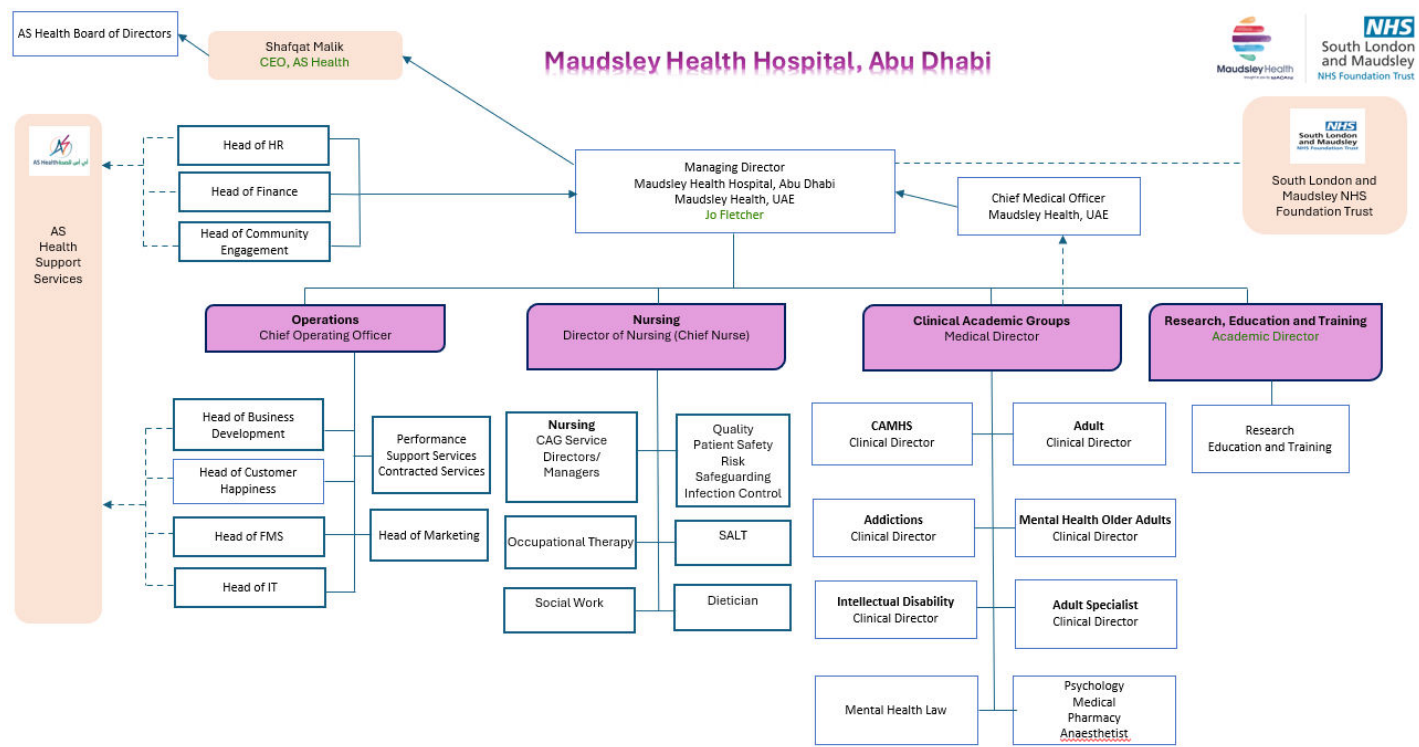 AS Health Board of Directors
Shafqat Malik
CEO, AS Health
Maudsley Health Hospital, Abu Dhabi
MaudsleyHealth
NHS
South London
and Maudsley
NHS Foundation Trust
AS Health
أي أس للصحة
AS
Health
Support
Services
Head of HR
Head of Finance
Head of Community
Engagement
Managing Director
Maudsley Health Hospital, Abu Dhabi
Maudsley Health, UAE
Jo Fletcher
Chief Medical Officer
Maudsley Health, UAE
NHS
South London
and Maudsley
NHS Foundation Trust
South London and
Maudsley NHS
Foundation Trust
Operations
Chief Operating Officer
Nursing
Director of Nursing (Chief Nurse)
Clinical Academic Groups
Medical Director
Research, Education and Training
Academic Director
Head of Business
Development
Head of Customer
Happiness
Head of FMS
Head of IT
Performance
Support Services
Contracted Services
Head of Marketing
Nursing
CAG Service
Directors/
Managers
Quality
Patient Safety
Risk
Safeguarding
Infection Control
Occupational Therapy
SALT
Social Work
Dietician
CAMHS
Clinical Director
Adult
Clinical Director
Addictions
Clinical Director
Mental Health Older Adults
Clinical Director
Intellectual Disability
Clinical Director
Adult Specialist
Clinical Director
Mental Health Law
Psychology
Medical
Pharmacy
Anaesthetist
Research
Education and Training